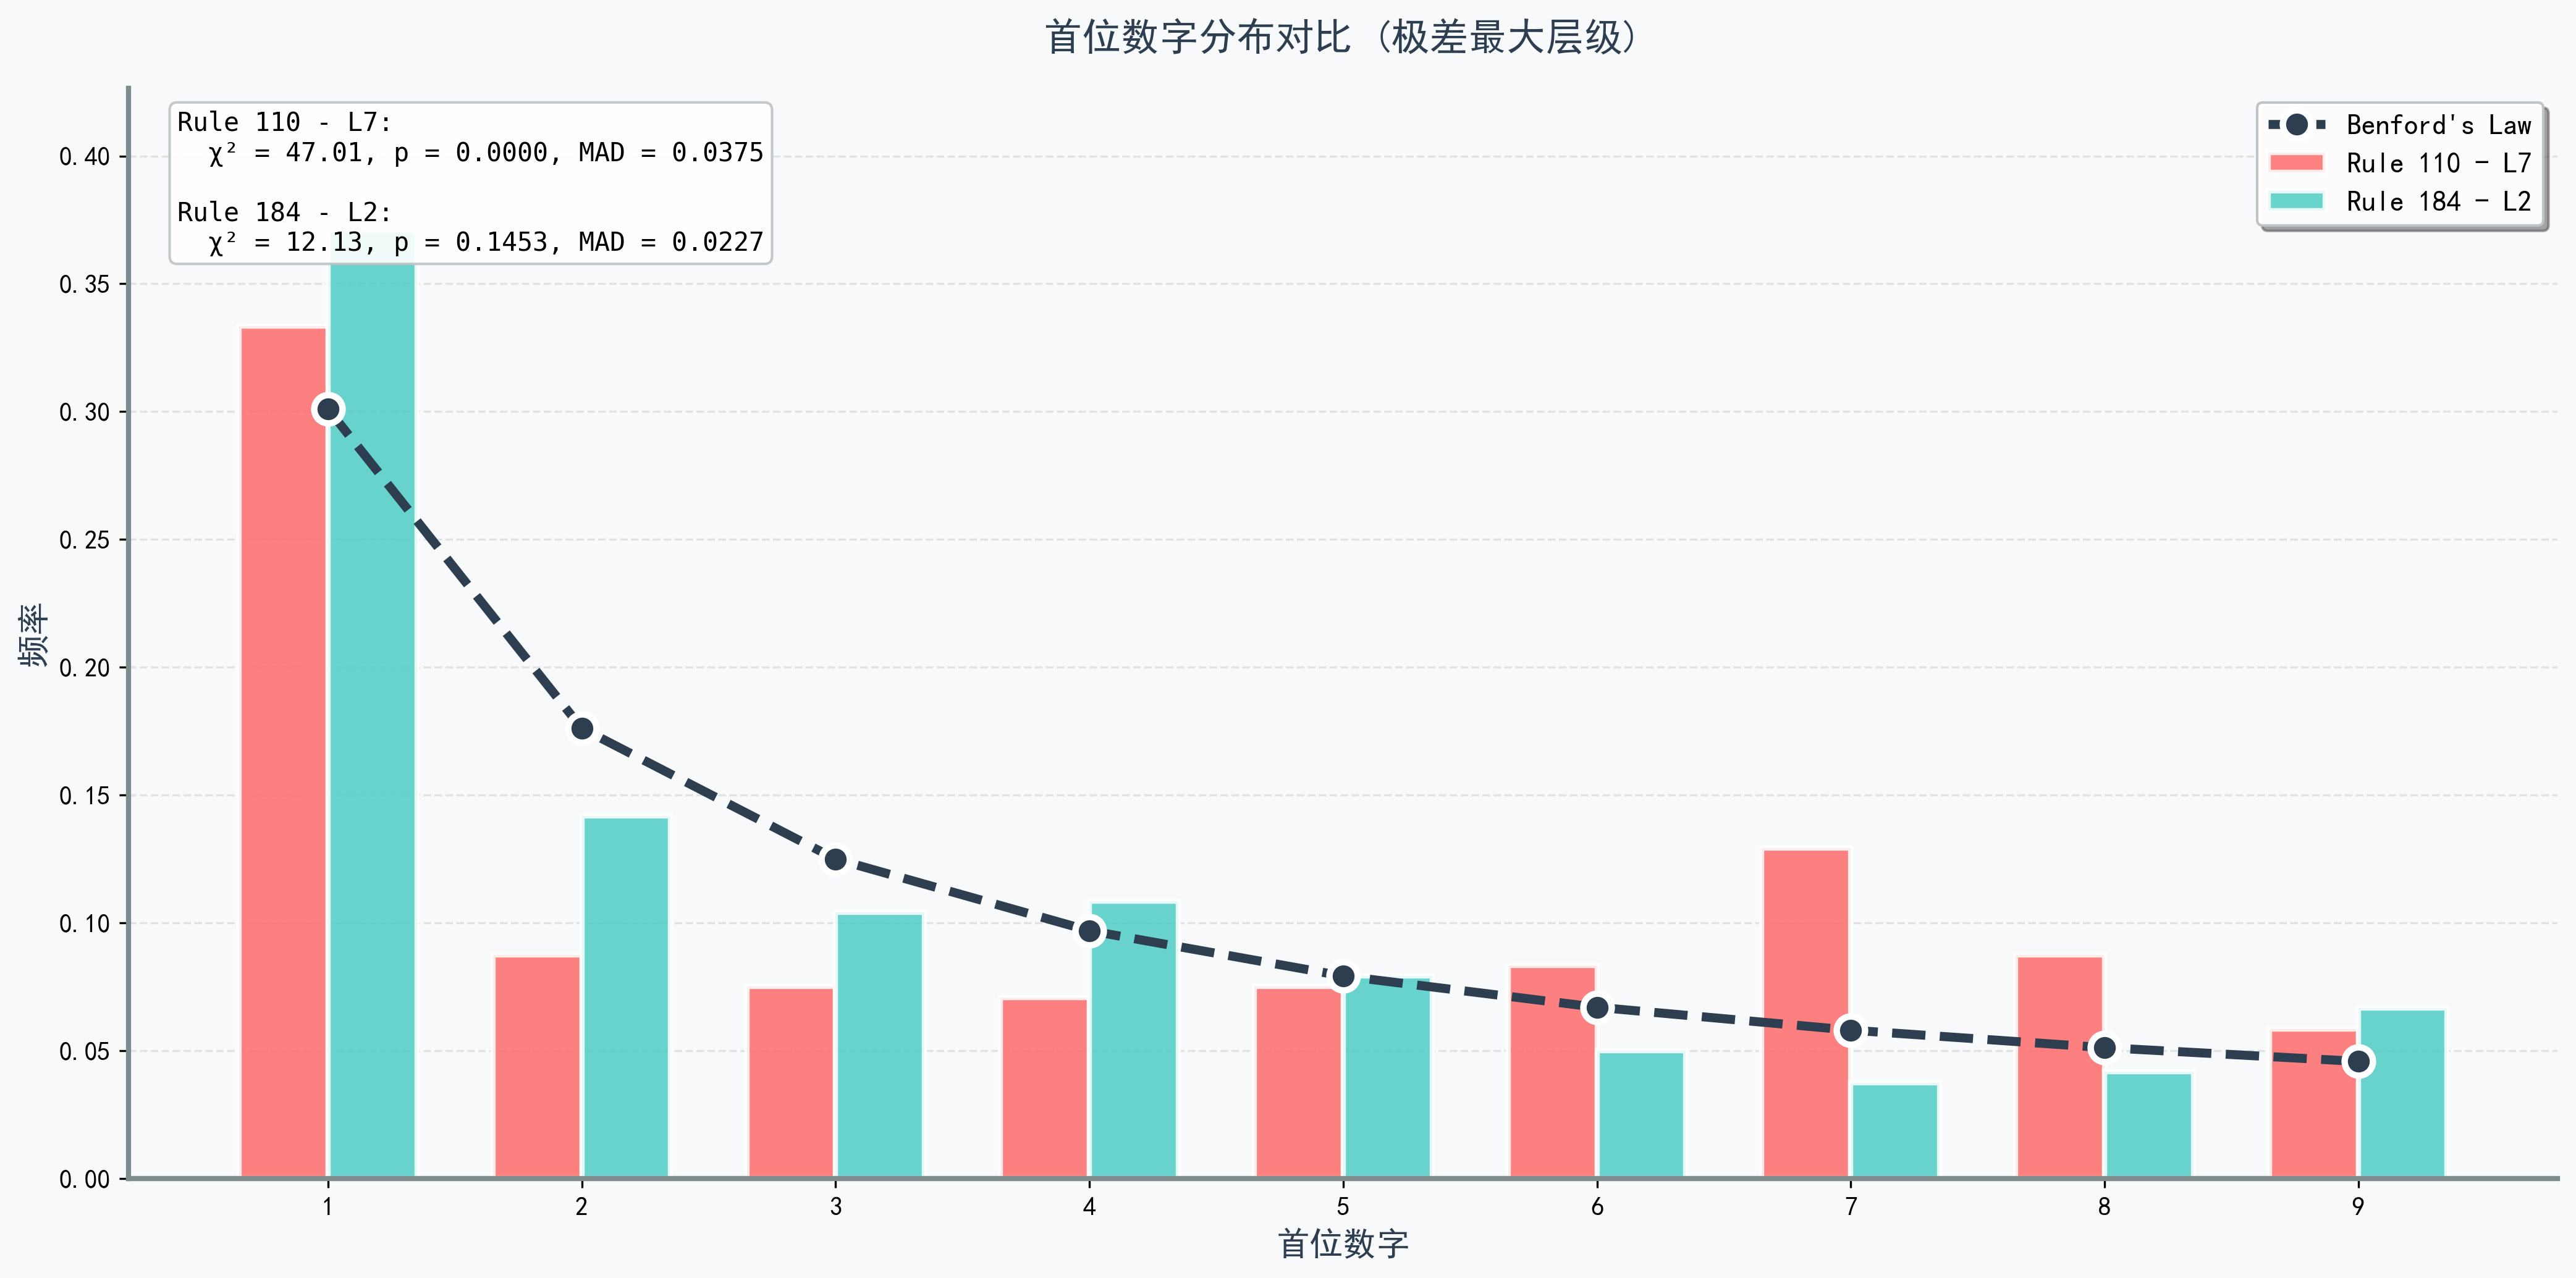 首位数字分布对比（极差最大层级）
Rule 110 - L7:
χ² = 47.01, p = 0.0000, MAD = 0.0375
Rule 184 - L2:
χ² = 12.13, p = 0.1453, MAD = 0.0227
Benford's Law
Rule 110 - L7
Rule 184 - L2
频率
0.40
0.35
0.30
0.25
0.20
0.15
0.10
0.05
0.00
1 2 3 4 5 6 7 8 9
首位数字